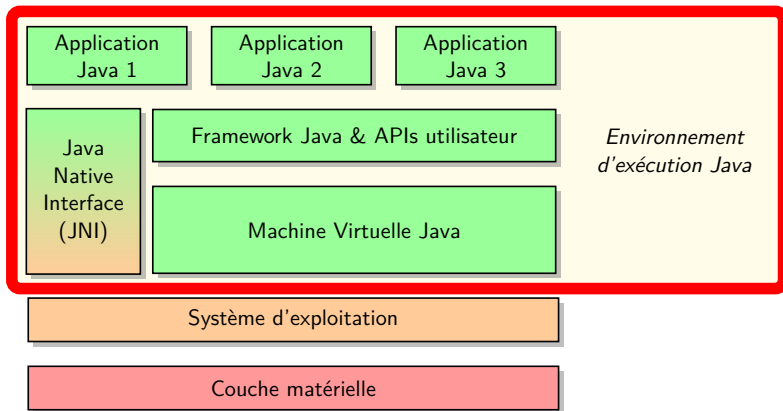 Application
Java 1
Application
Java 2
Application
Java 3
Java
Native
Interface
(JNI)
Framework Java & APIs utilisateur
Machine Virtuelle Java
Environnement
d'exécution Java
Système d'exploitation
Couche matérielle